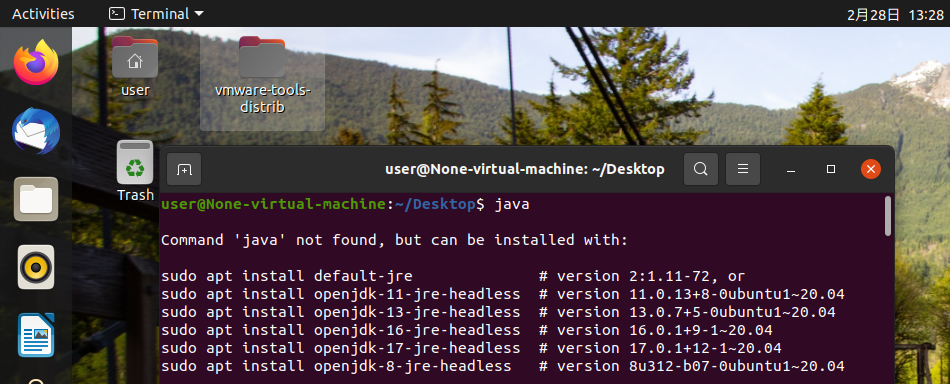 Activities
Terminal
2月28日 13:28
user
vmware-tools-
distrib
Trash
user@None-virtual-machine: ~/Desktop
user@None-virtual-machine:~/Desktop$ java
Command 'java' not found, but can be installed with:
sudo apt install default-jre # version 2:1.11-72, or
sudo apt install openjdk-11-jre-headless # version 11.0.13+8-0ubuntu1~20.04
sudo apt install openjdk-13-jre-headless # version 13.0.7+5-0ubuntu1~20.04
sudo apt install openjdk-16-jre-headless # version 16.0.1+9-1~20.04
sudo apt install openjdk-17-jre-headless # version 17.0.1+12-1~20.04
sudo apt install openjdk-8-jre-headless # version 8u312-b07-0ubuntu1~20.04